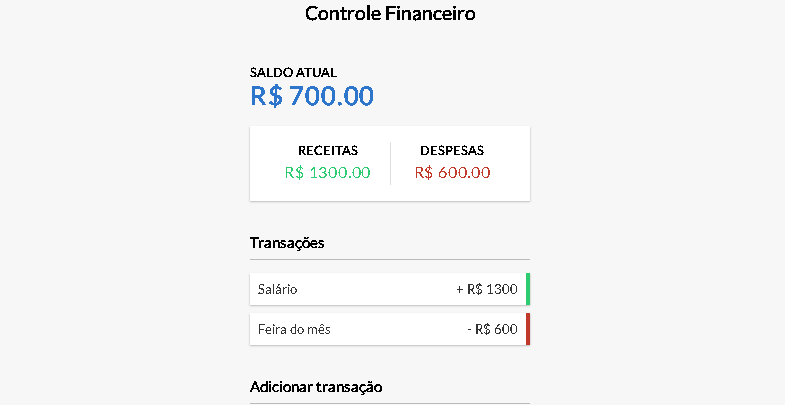 Controle Financeiro
SALDO ATUAL
R$ 700.00
RECEITAS DESPESAS
R$ 1300.00 R$ 600.00
Transações
Salário + R$ 1300
Feira do mês - R$ 600
Adicionar transação